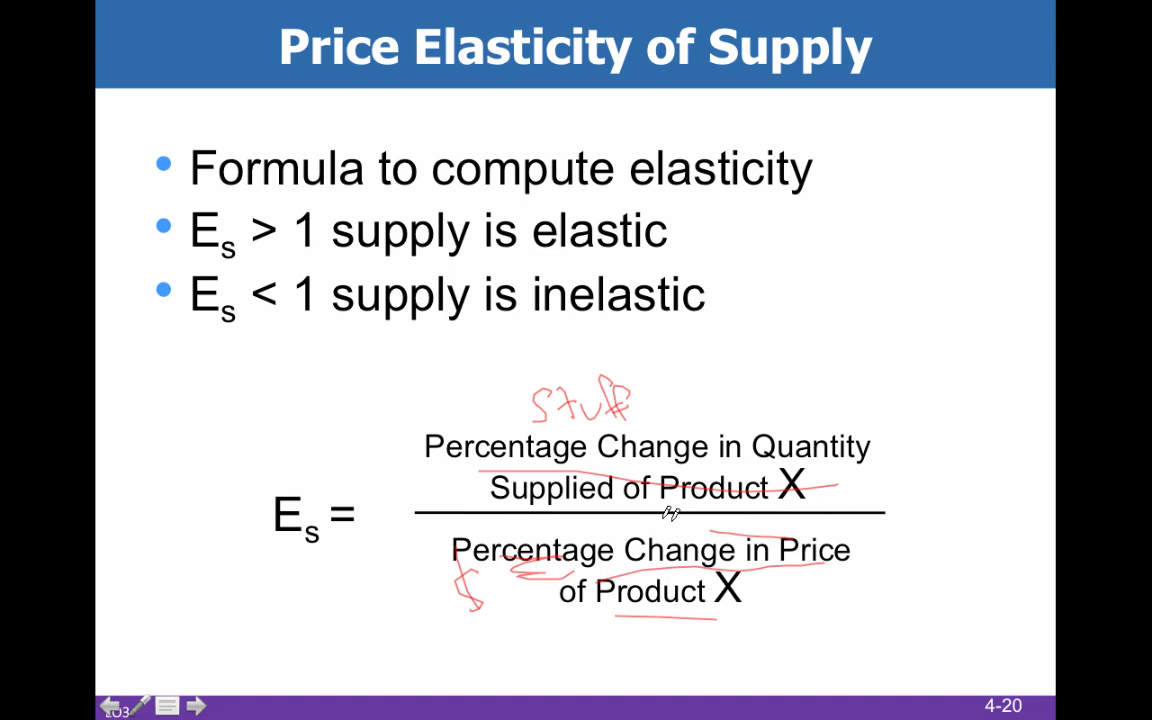 Price Elasticity of Supply
• Formula to compute elasticity
• Es > 1 supply is elastic
• Es < 1 supply is inelastic
stuff
Percentage Change in Quantity
Supplied of Product X
Es =
Percentage Change in Price
$
of Product X
LO3
4-20